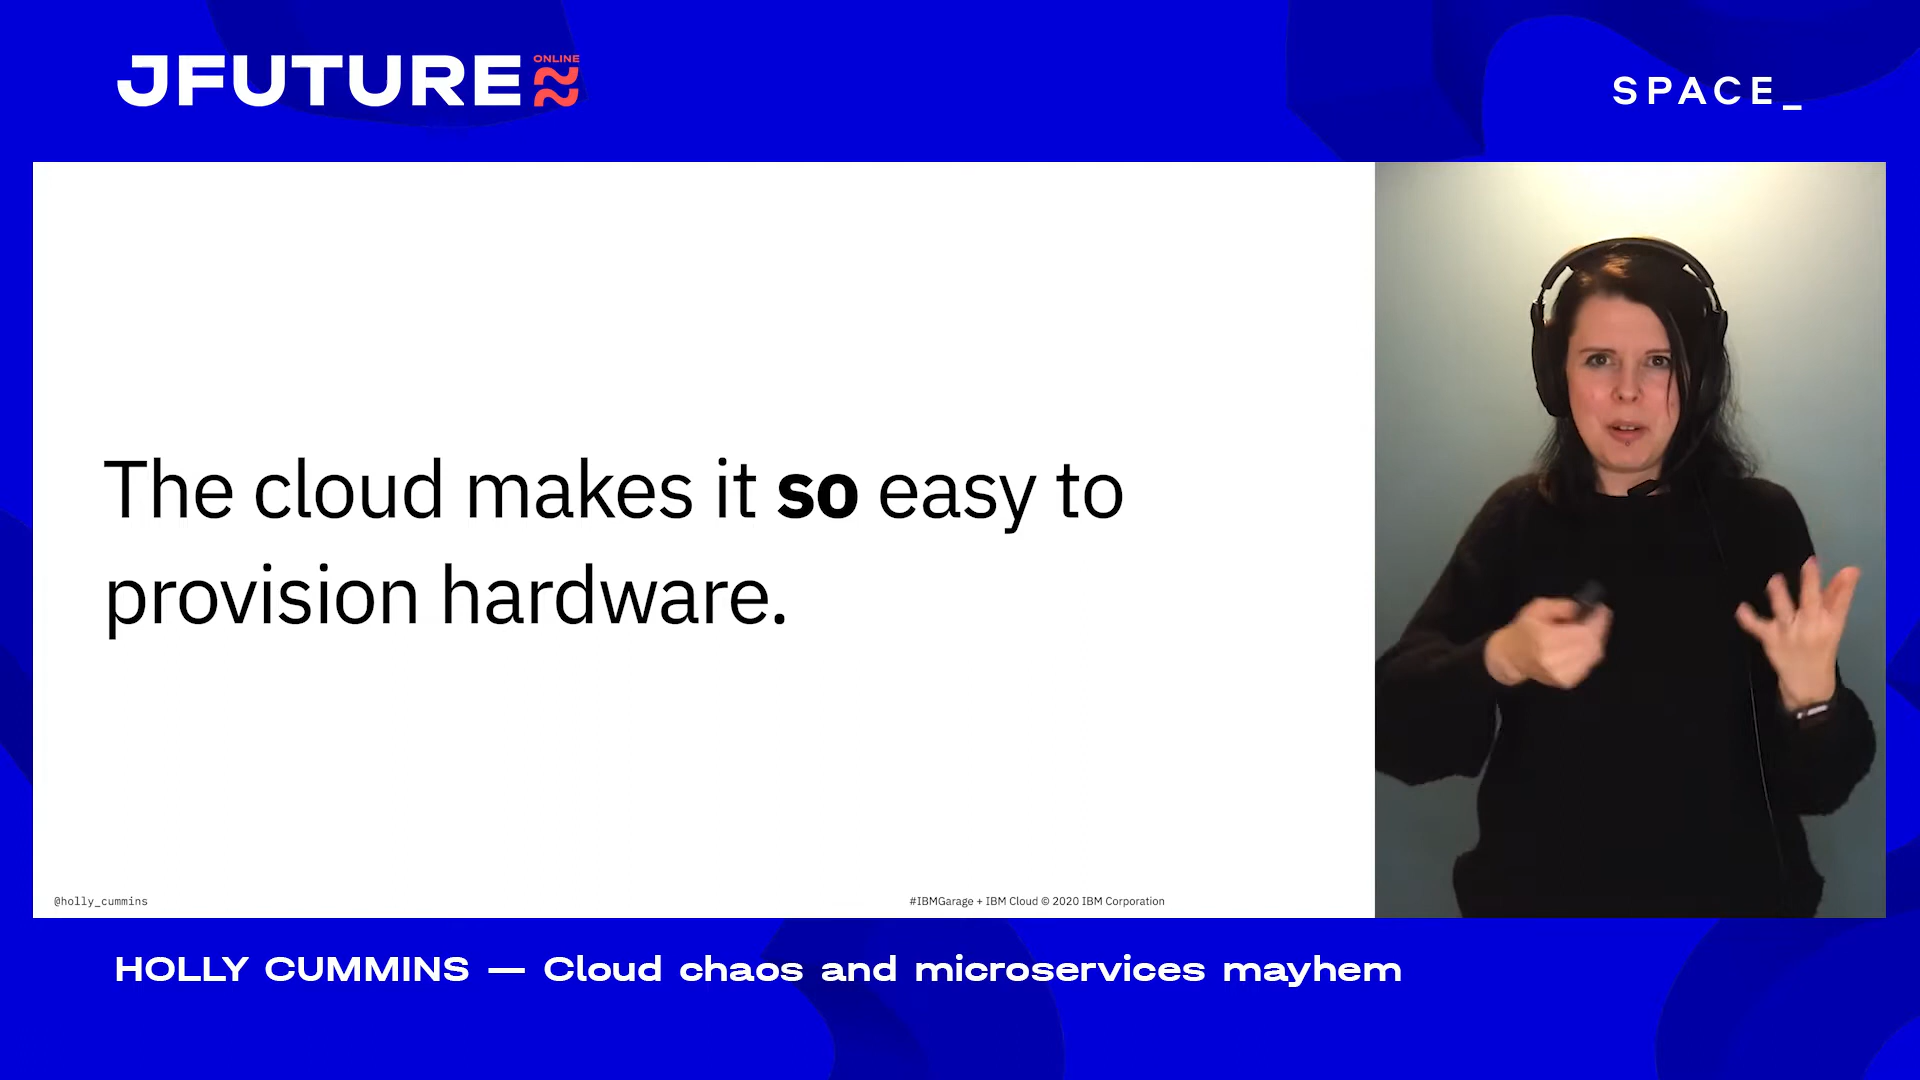 JFUTURE ONLINE
SPACE_
The cloud makes it so easy to
provision hardware.
@holly_cummins
#IBMGarage + IBM Cloud © 2020 IBM Corporation
HOLLY CUMMINS — Cloud chaos and microservices mayhem